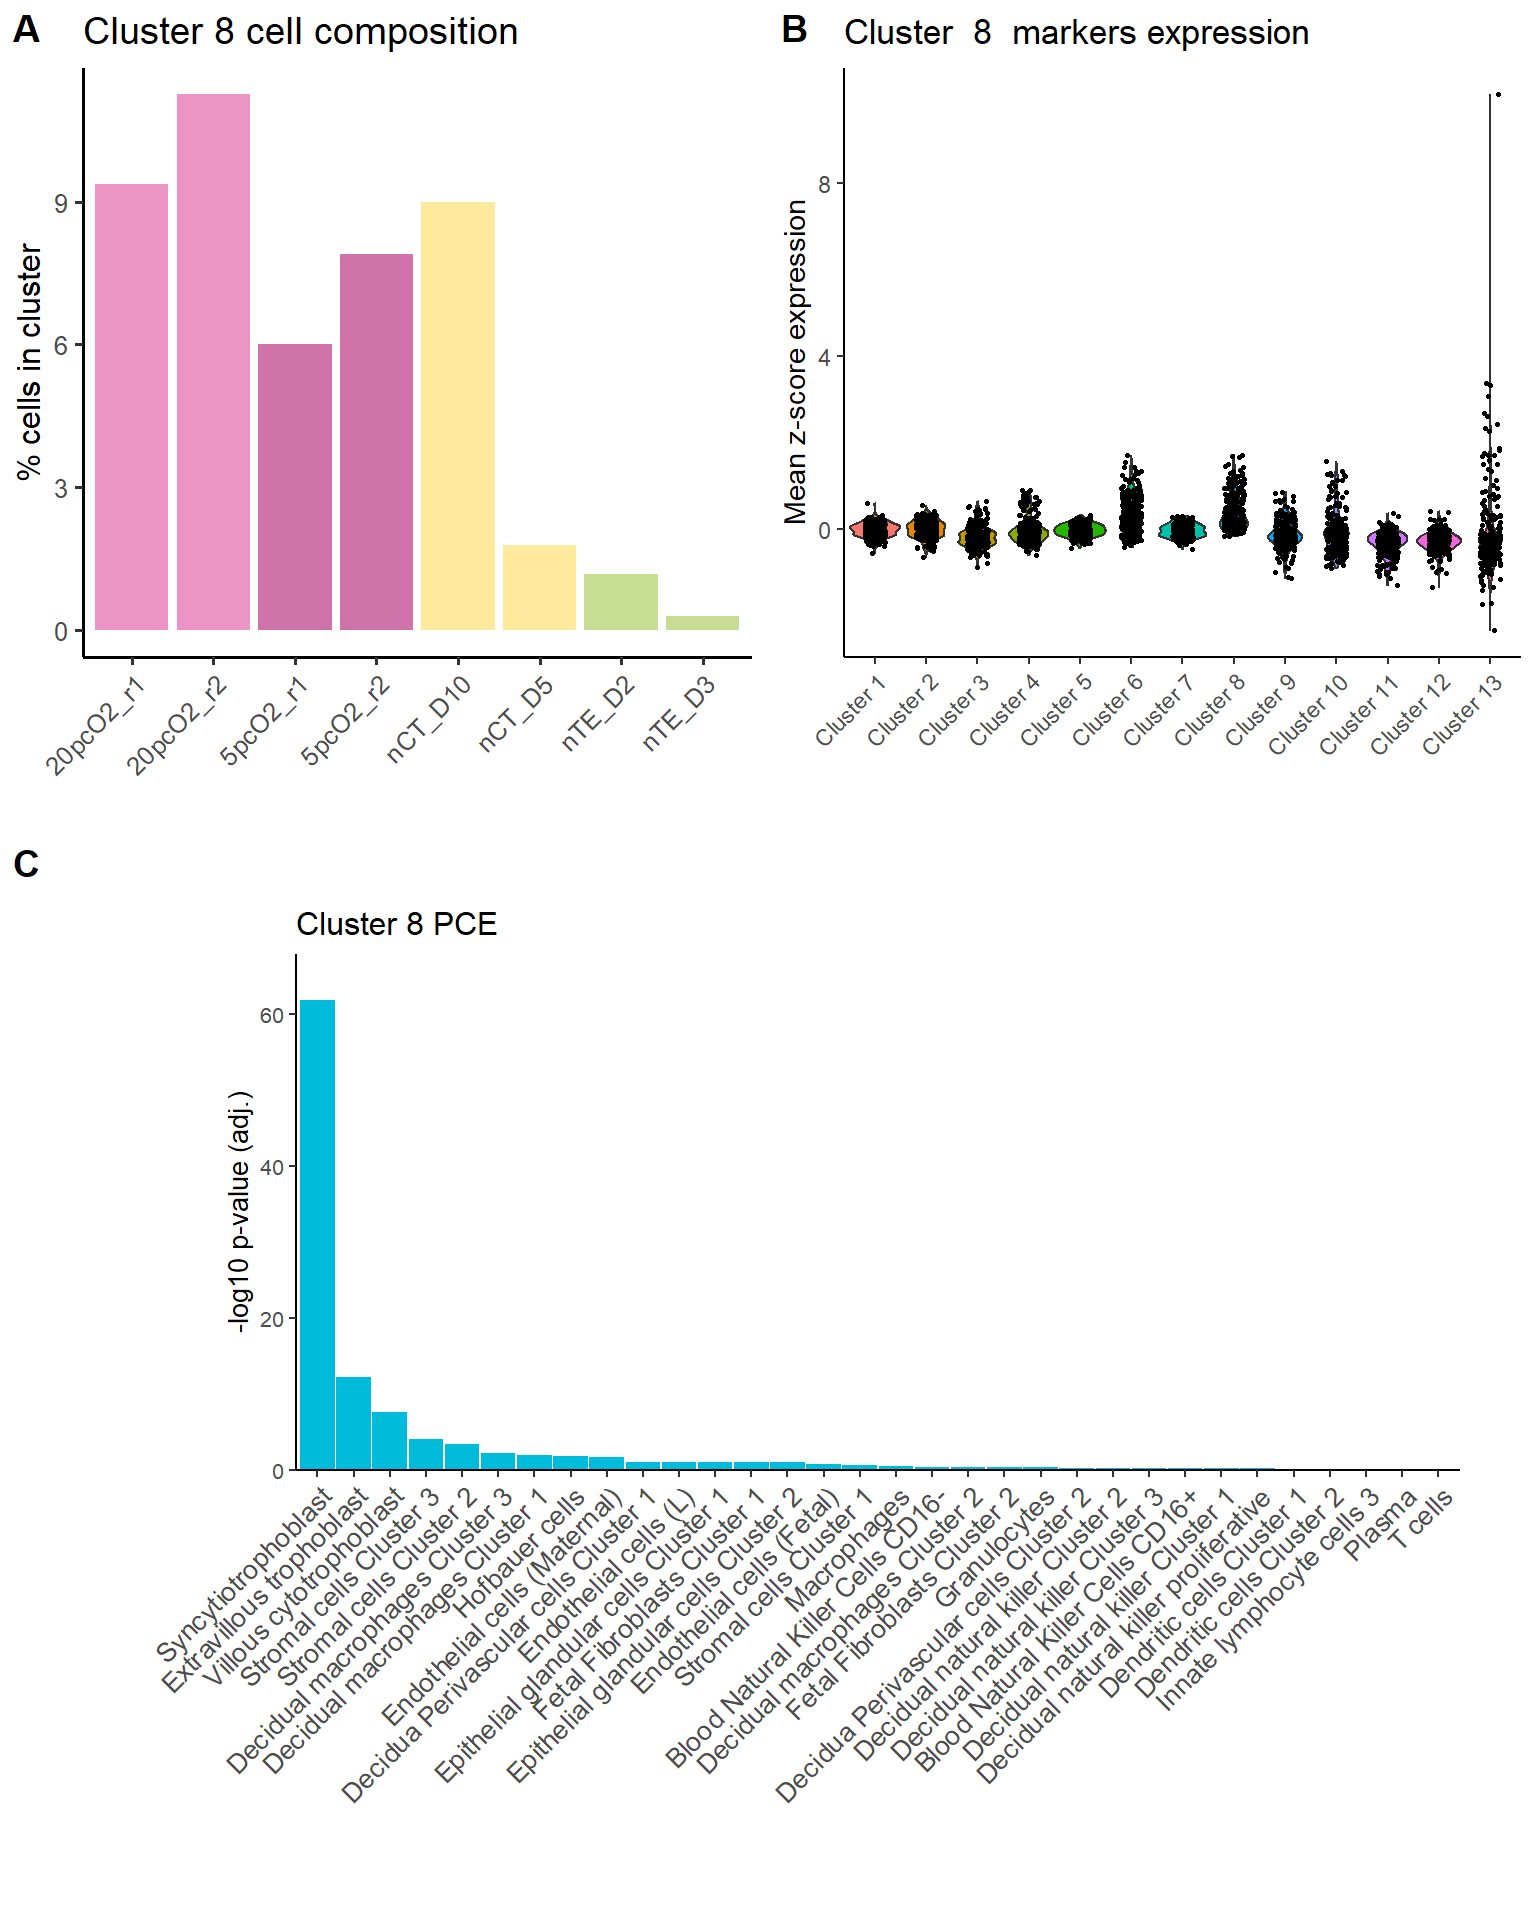 A
Cluster 8 cell composition
% cells in cluster
9
6
3
0
20pcO2_r1
20pcO2_r2
5pcO2_r1
5pcO2_r2
nCT_D10
nCT_D5
nTE_D2
nTE_D3
B
Cluster 8 markers expression
Mean z-score expression
8
4
0
Cluster 1
Cluster 2
Cluster 3
Cluster 4
Cluster 5
Cluster 6
Cluster 7
Cluster 8
Cluster 9
Cluster 10
Cluster 11
Cluster 12
Cluster 13
C
Cluster 8 PCE
-log10 p-value (adj.)
60
40
20
0
Syncytiotrophoblast
Extravillous trophoblast
Villous cytotrophoblast
Stromal cells Cluster 3
Stromal cells Cluster 2
Decidual macrophages Cluster 3
Decidual macrophages Cluster 1
Hofbauer cells
Endothelial cells (Maternal)
Decidua Perivascular cells Cluster 1
Endothelial cells (L)
Epithelial glandular cells Cluster 1
Fetal Fibroblasts Cluster 1
Epithelial glandular cells Cluster 2
Endothelial cells (Fetal)
Stromal cells Cluster 1
Macrophages
Blood Natural Killer Cells CD16-
Decidual macrophages Cluster 2
Fetal Fibroblasts Cluster 2
Granulocytes
Decidua Perivascular cells Cluster 2
Decidual natural killer Cluster 2
Decidual natural killer Cluster 3
Blood Natural Killer Cells CD16+
Decidual natural killer Cluster 1
Decidual natural killer proliferative
Dendritic cells Cluster 1
Dendritic cells Cluster 2
Innate lymphocyte cells 3
Plasma
T cells